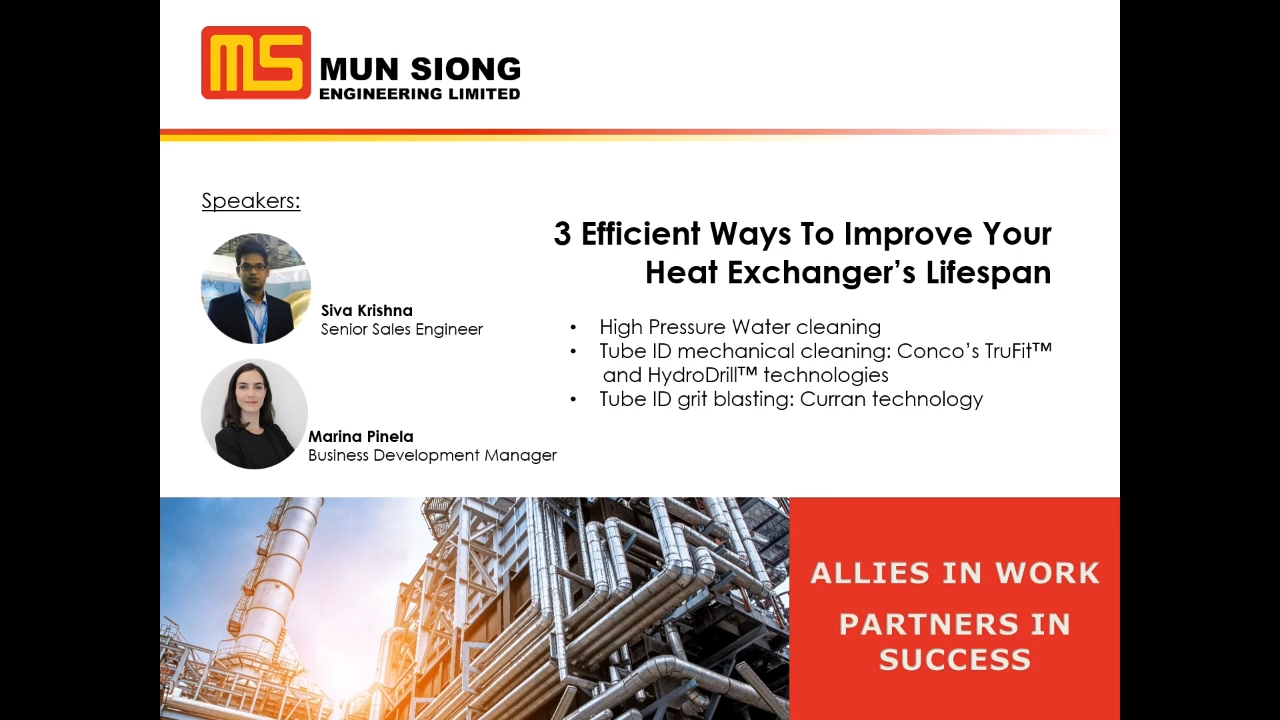 MS
MUN SIONG
ENGINEERING LIMITED
Speakers:
Siva Krishna
Senior Sales Engineer
Marina Pinela
Business Development Manager
3 Efficient Ways To Improve Your
Heat Exchanger’s Lifespan
• High Pressure Water cleaning
• Tube ID mechanical cleaning: Conco’s TruFit™
and HydroDrill™ technologies
• Tube ID grit blasting: Curran technology
ALLIES IN WORK
PARTNERS IN
SUCCESS